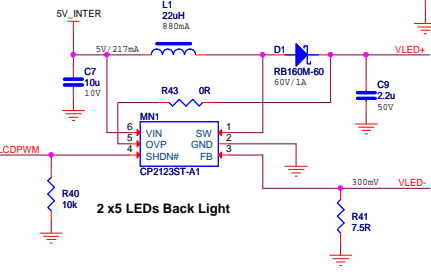 L1
22uH
880mA
5V_INTER
5V/217mA
D1
RB160M-60
60V/1A
VLED+
C7
10u
10V
R43 0R
C9
2.2u
50V
MN1
6 VIN SW 1
5 OVP GND 2
4 SHDN# FB 3
CP2123ST-A1
LCDPWM
300mV VLED-
R40
10k
2 x5 LEDs Back Light
R41
7.5R